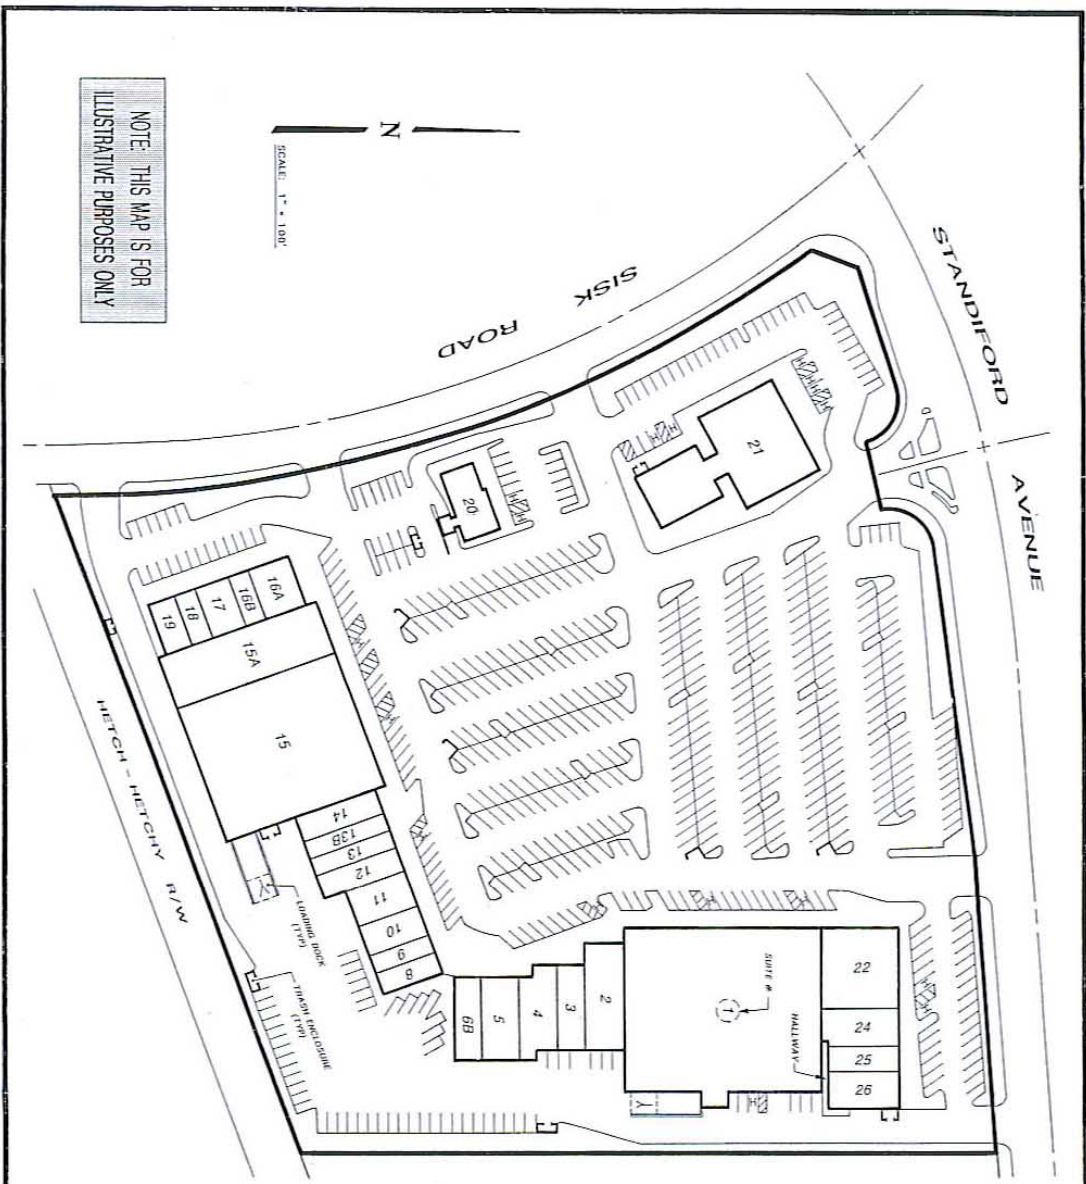 NOTE: THIS MAP IS FOR
ILLUSTRATIVE PURPOSES ONLY
N
SCALE: 1" = 100'
STANDIFORD
AVENUE
SISK
ROAD
HETCH-HETCHY R/W
21
20
16A
16B
17
18
19
15A
15
14
13B
13
12
11
10
9
8
6B
5
4
3
2
SUITE #
1
HALLWAY
22
24
25
26
LOADING DOCK
(TYP)
TRASH ENCLOSURE
(TYP)